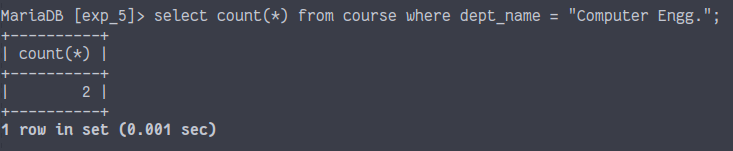 MariaDB [exp_5]> select count(*) from course where dept_name = "Computer Engg.";
+----------+
| count(*) |
+----------+
|        2 |
+----------+
1 row in set (0.001 sec)